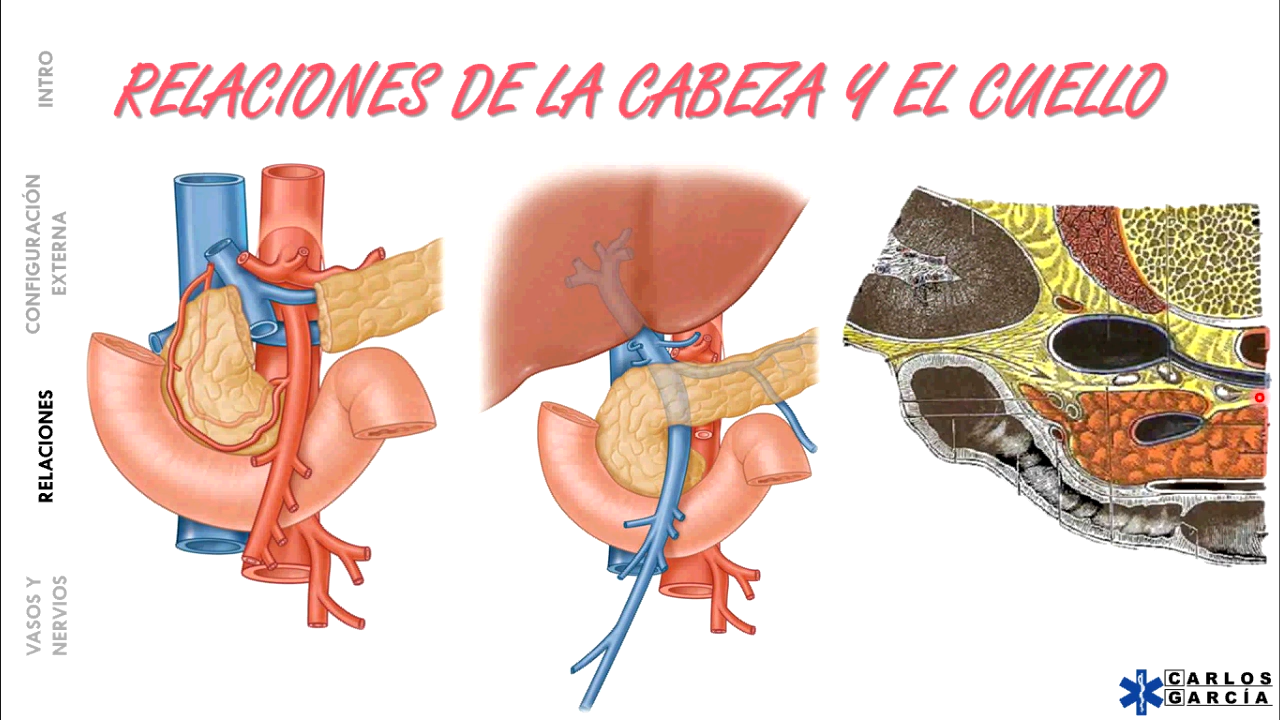 RELACIONES DE LA CABEZA Y EL CUELLO
INTRO
CONFIGURACIÓN
EXTERNA
RELACIONES
VASOS Y
NERVIOS
CARLOS
GARCÍA